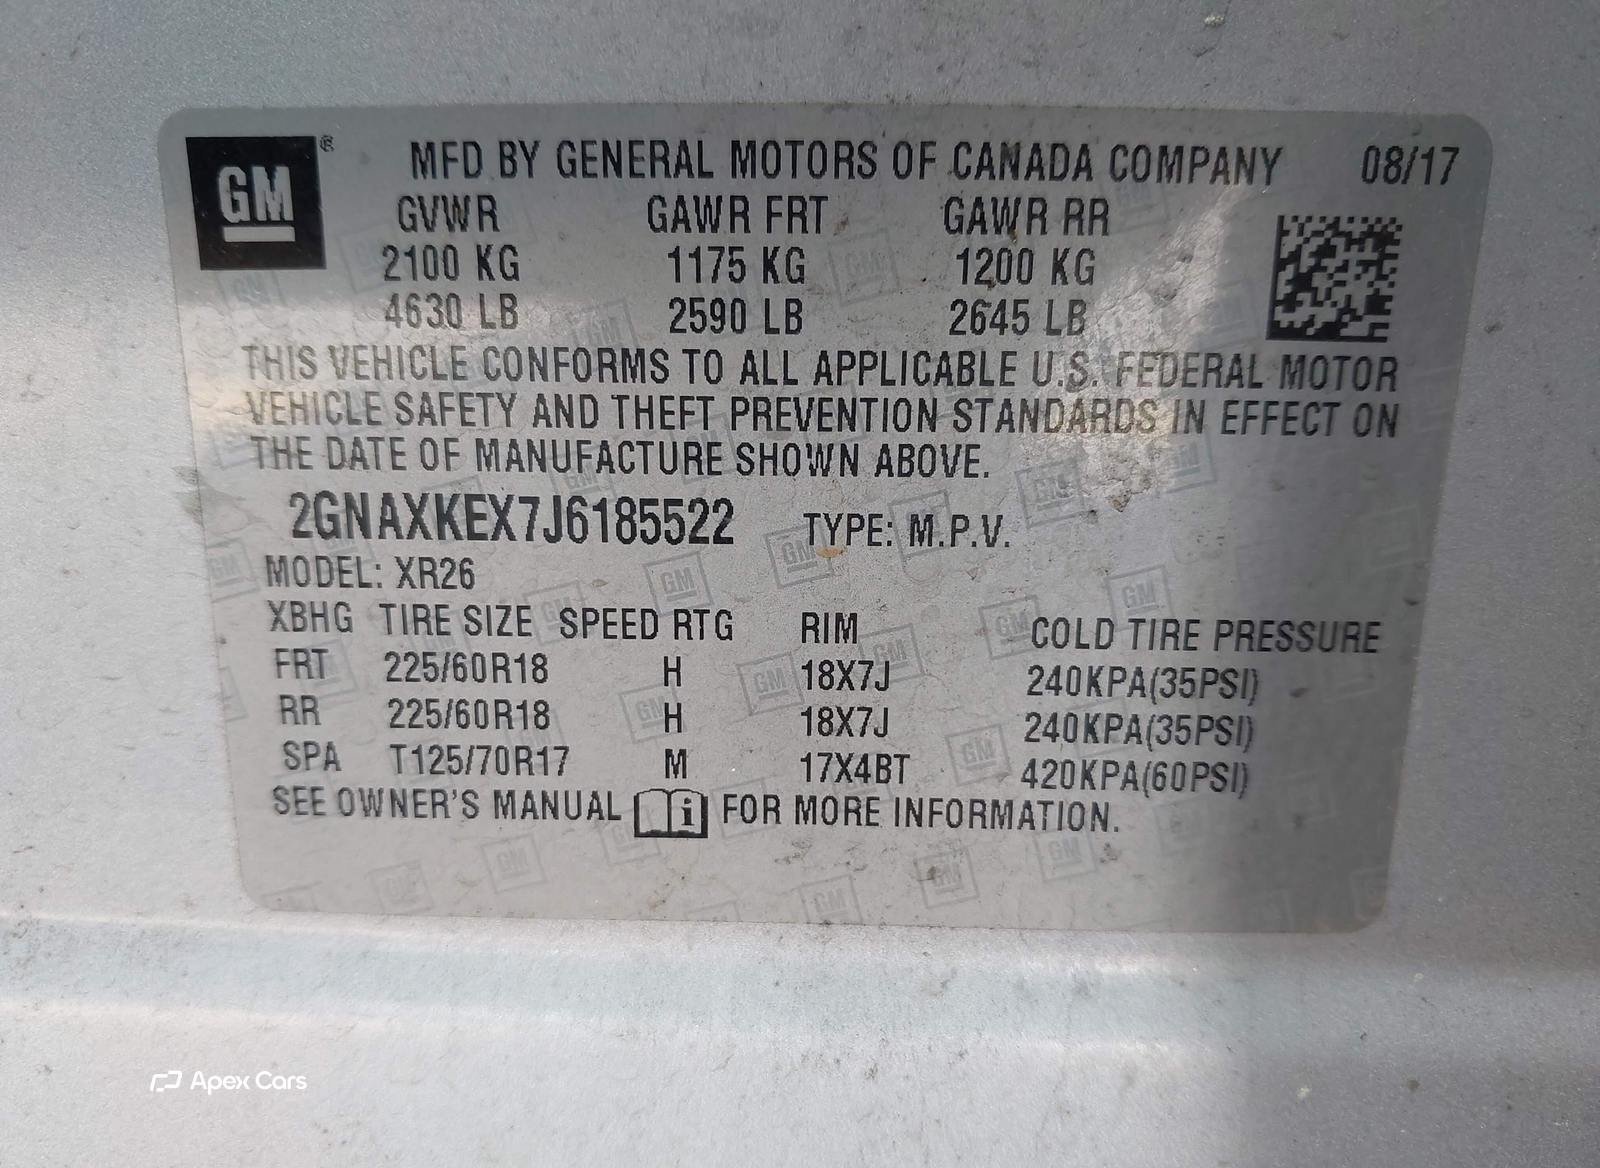 GM® MFD BY GENERAL MOTORS OF CANADA COMPANY 08/17
GVWR GAWR FRT GAWR RR
2100 KG 1175 KG 1200 KG
4630 LB 2590 LB 2645 LB
THIS VEHICLE CONFORMS TO ALL APPLICABLE U.S. FEDERAL MOTOR
VEHICLE SAFETY AND THEFT PREVENTION STANDARDS IN EFFECT ON
THE DATE OF MANUFACTURE SHOWN ABOVE.
2GNAXKEX7J6185522 TYPE: M.P.V.
MODEL: XR26
XBHG TIRE SIZE SPEED RTG RIM COLD TIRE PRESSURE
FRT 225/60R18 H 18X7J 240KPA(35PSI)
RR 225/60R18 H 18X7J 240KPA(35PSI)
SPA T125/70R17 M 17X4BT 420KPA(60PSI)
SEE OWNER'S MANUAL i FOR MORE INFORMATION.
Apex Cars